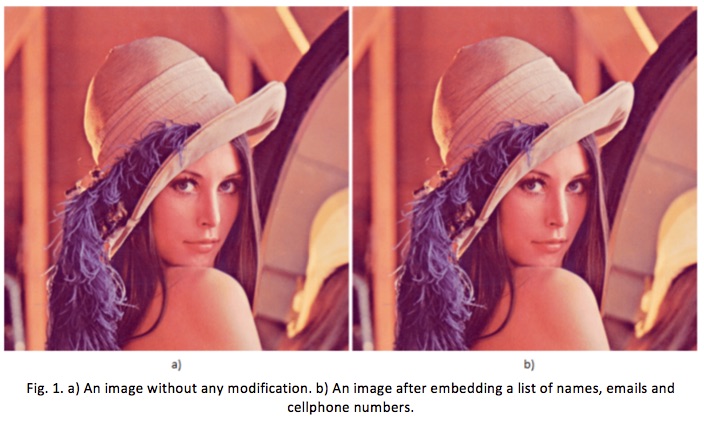 a)
b)
Fig. 1. a) An image without any modification. b) An image after embedding a list of names, emails and
cellphone numbers.